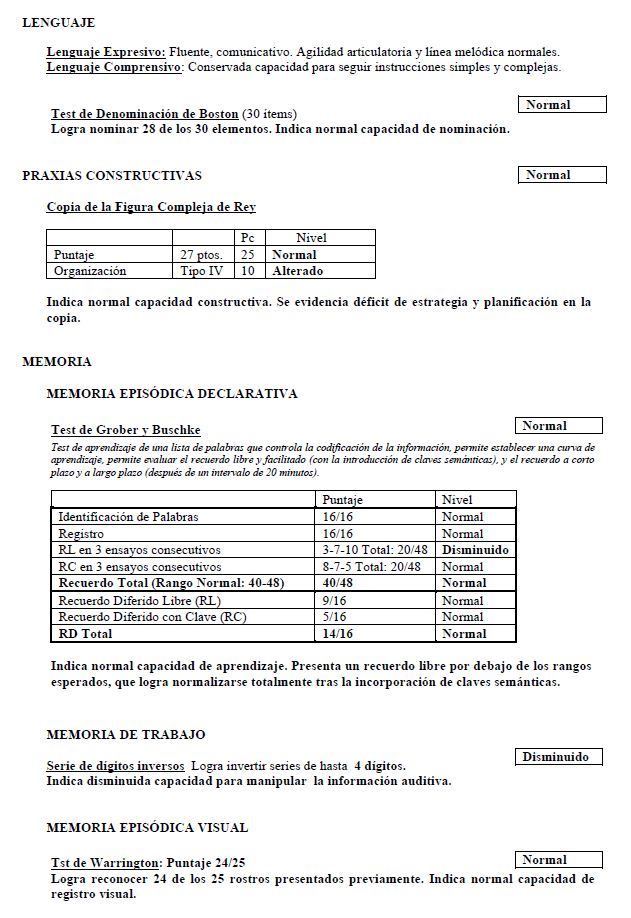 LENGUAJE
Lenguaje Expresivo: Fluente, comunicativo. Agilidad articulatoria y línea melódica normales.
Lenguaje Comprensivo: Conservada capacidad para seguir instrucciones simples y complejas.
Normal
Test de Denominación de Boston (30 ítems)
Logra nominar 28 de los 30 elementos. Indica normal capacidad de nominación.
PRAXIAS CONSTRUCTIVAS Normal
Copia de la Figura Compleja de Rey
Pc Nivel
Puntaje 27 ptos. 25 Normal
Organización Tipo IV 10 Alterado
Indica normal capacidad constructiva. Se evidencia déficit de estrategia y planificación en la
copia.
MEMORIA
MEMORIA EPISÓDICA DECLARATIVA
Normal
Test de Grober y Buschke
Test de aprendizaje de una lista de palabras que controla la codificación de la información, permite establecer una curva de
aprendizaje, permite evaluar el recuerdo libre y facilitado (con la introducción de claves semánticas), y el recuerdo a corto
plazo y a largo plazo (después de un intervalo de 20 minutos).
Puntaje Nivel
Identificación de Palabras 16/16 Normal
Registro 16/16 Normal
RL en 3 ensayos consecutivos 3-7-10 Total: 20/48 Disminuido
RC en 3 ensayos consecutivos 8-7-5 Total: 20/48 Normal
Recuerdo Total (Rango Normal: 40-48) 40/48 Normal
Recuerdo Diferido Libre (RL) 9/16 Normal
Recuerdo Diferido con Clave (RC) 5/16 Normal
RD Total 14/16 Normal
Indica normal capacidad de aprendizaje. Presenta un recuerdo libre por debajo de los rangos
esperados, que logra normalizarse totalmente tras la incorporación de claves semánticas.
MEMORIA DE TRABAJO
Disminuido
Serie de dígitos inversos Logra invertir series de hasta 4 dígitos.
Indica disminuida capacidad para manipular la información auditiva.
MEMORIA EPISÓDICA VISUAL
Tst de Warrington: Puntaje 24/25 Normal
Logra reconocer 24 de los 25 rostros presentados previamente. Indica normal capacidad de
registro visual.